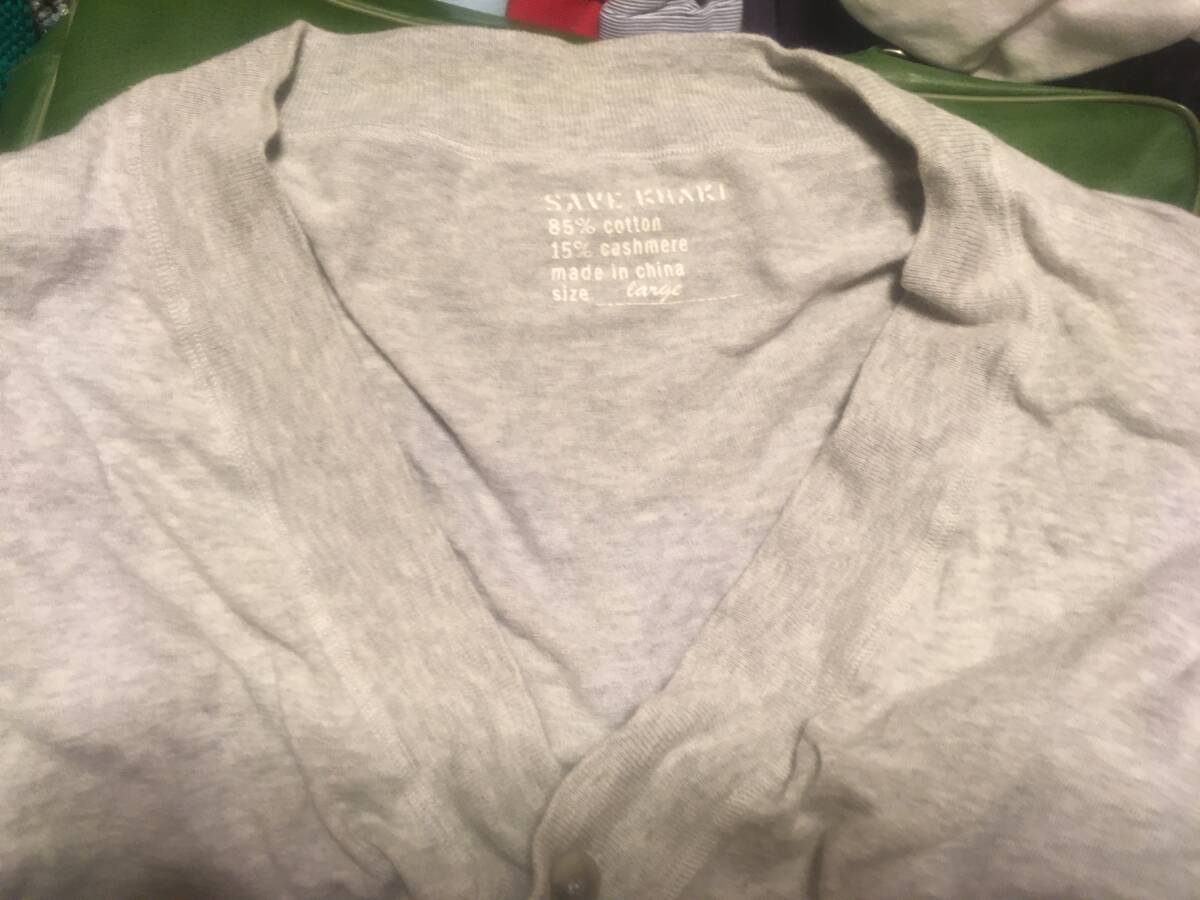 SAVE KHAKI
85% cotton
15% cashmere
made in china
size large